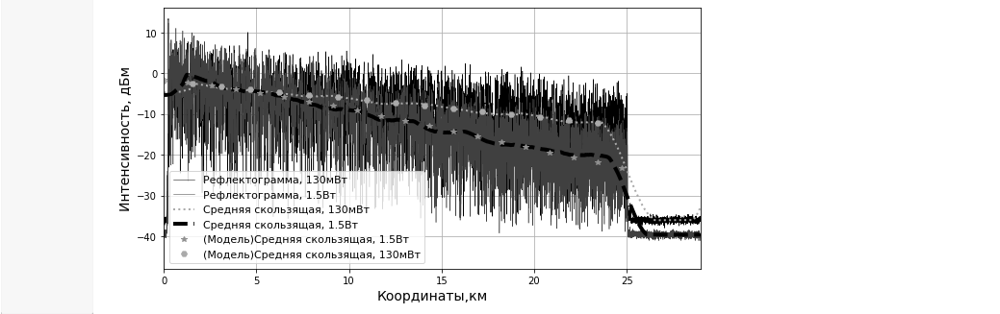 10
0
−10
−20
−30
−40
Интенсивность, дБм
Рефлектограмма, 130мВт
Рефлектограмма, 1.5Вт
Средняя скользящая, 130мВт
Средняя скользящая, 1.5Вт
(Модель)Средняя скользящая, 1.5Вт
(Модель)Средняя скользящая, 130мВт
0 5 10 15 20 25
Координаты,км